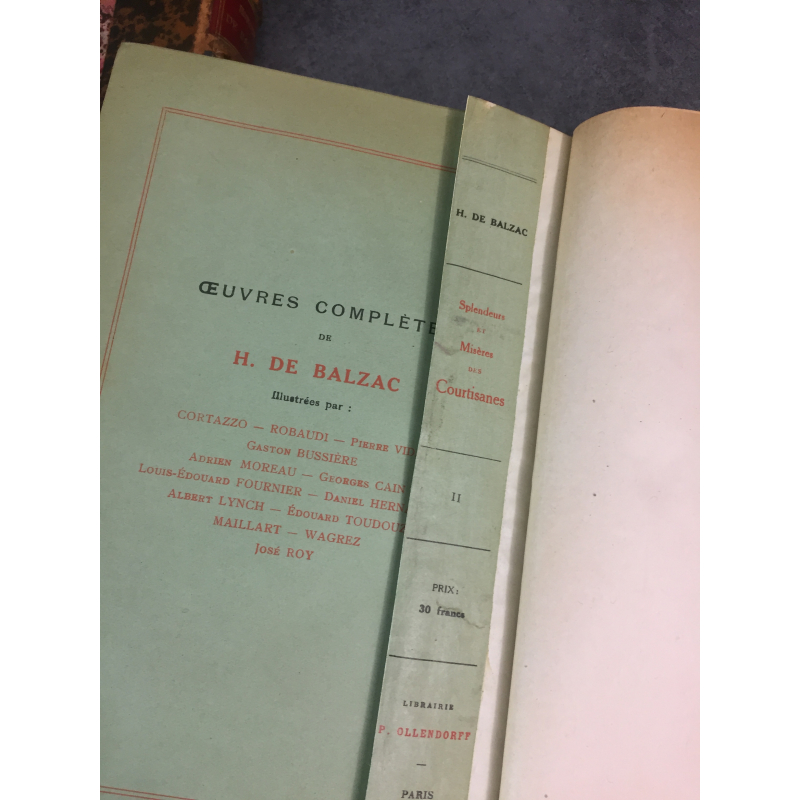 ŒUVRES COMPLÈTE
DE
H. DE BALZAC
Illustrées par :
CORTAZZO — ROBAUDI — PIERRE VID
GASTON BUSSIÈRE
ADRIEN MOREAU — GEORGES CAIN
LOUIS-ÉDOUARD FOURNIER — DANIEL HERN
ALBERT LYNCH — ÉDOUARD TOUDOUZ
MAILLART — WAGREZ
JOSÉ ROY
H. DE BALZAC
Splendeurs
ET
Misères
DES
Courtisanes
II
PRIX :
30 francs
LIBRAIRIE
P. OLLENDORFF
—
PARIS